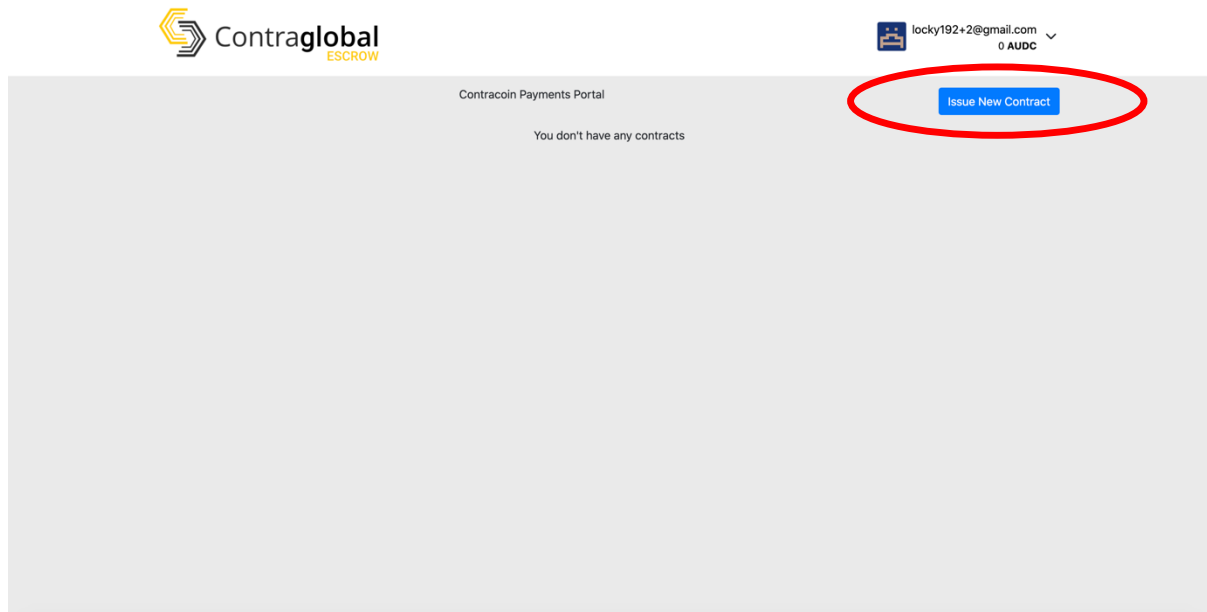 Contraglobal
ESCROW
locky192+2@gmail.com
0 AUDC
Contracoin Payments Portal
Issue New Contract
You don't have any contracts